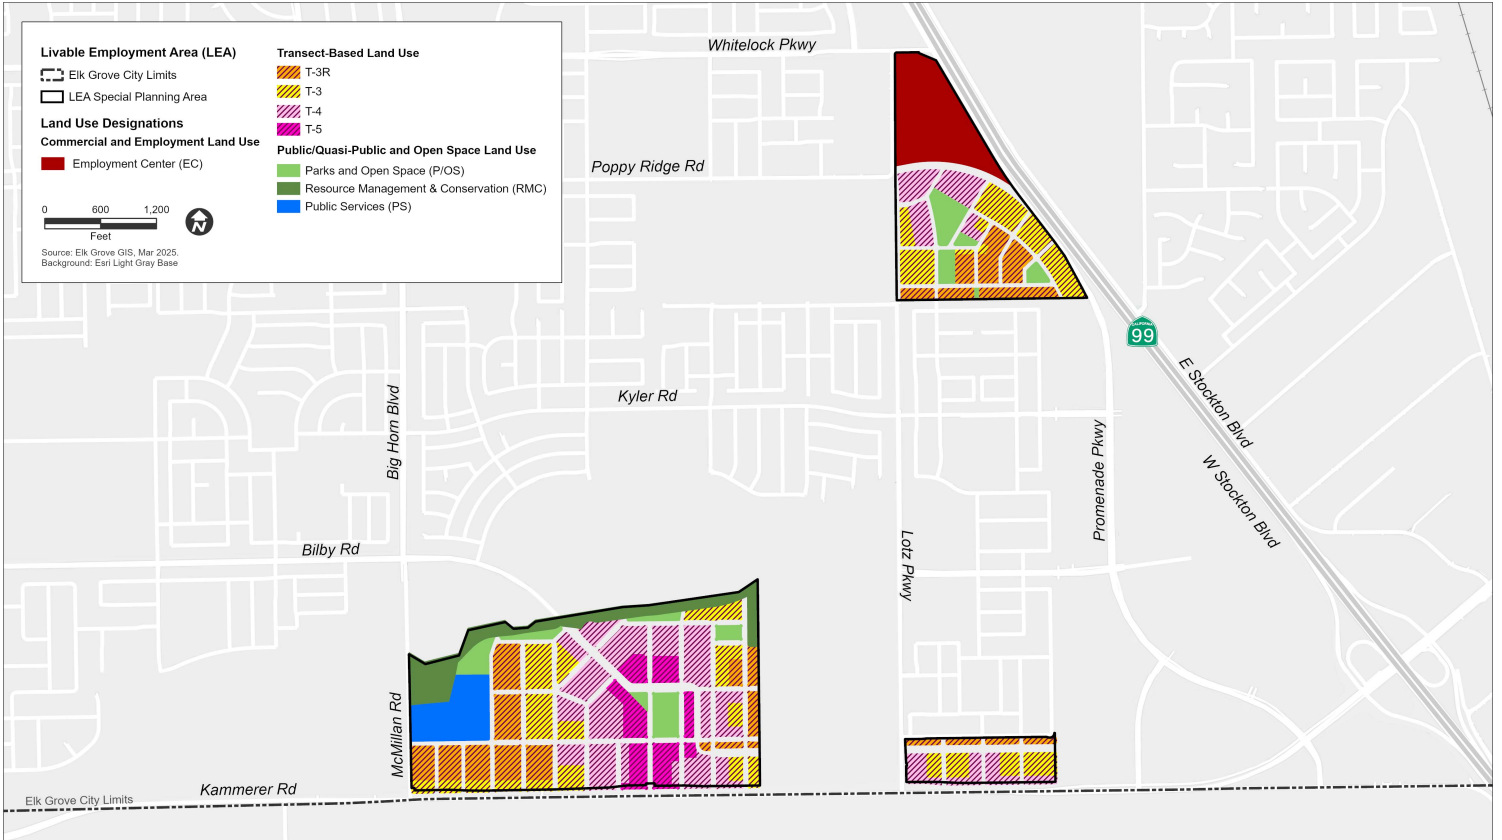 Livable Employment Area (LEA)
Elk Grove City Limits
LEA Special Planning Area
Land Use Designations
Commercial and Employment Land Use
Employment Center (EC)
0 600 1,200
Feet
N
Source: Elk Grove GIS, Mar 2025.
Background: Esri Light Gray Base
Transect-Based Land Use
T-3R
T-3
T-4
T-5
Public/Quasi-Public and Open Space Land Use
Parks and Open Space (P/OS)
Resource Management & Conservation (RMC)
Public Services (PS)
Whitelock Pkwy
Poppy Ridge Rd
CALIFORNIA
99
E Stockton Blvd
Kyler Rd
Big Horn Blvd
Promenade Pkwy
W Stockton Blvd
Bilby Rd
Lotz Pkwy
McMillan Rd
Kammerer Rd
Elk Grove City Limits